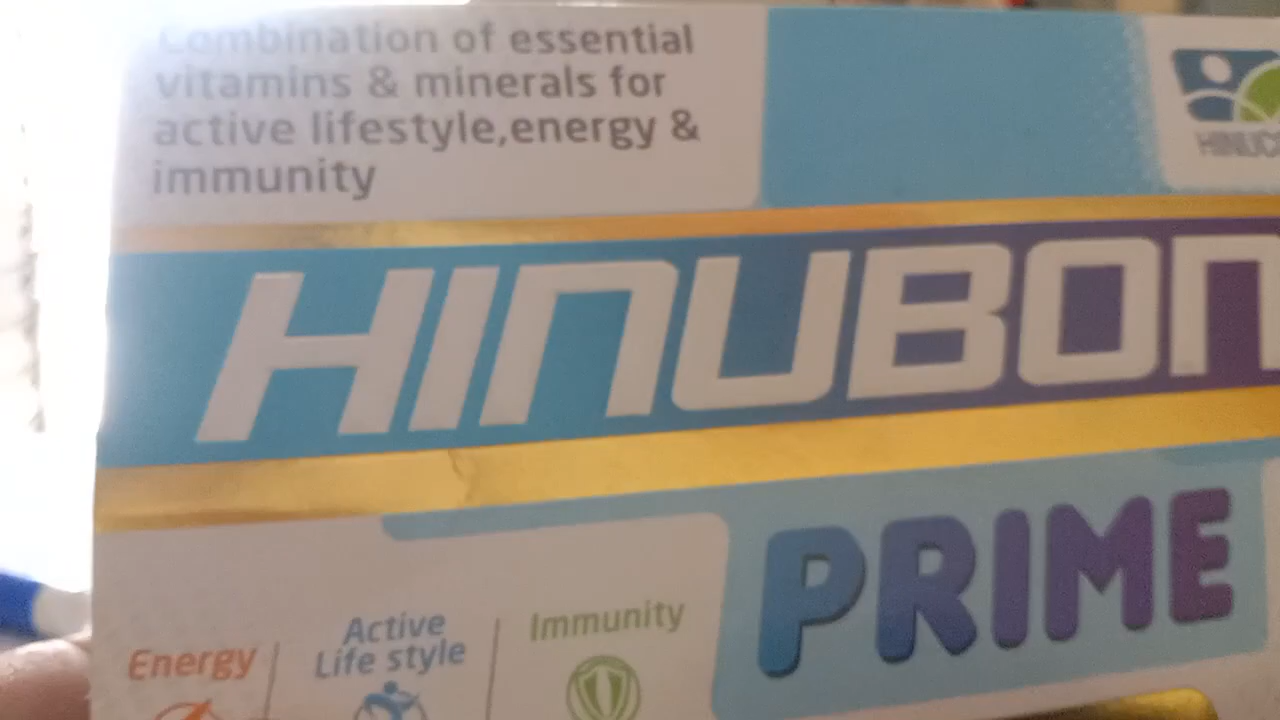 Combination of essential
vitamins & minerals for
active lifestyle,energy &
immunity
HINUBON
PRIME
Energy
Active
Life style
Immunity